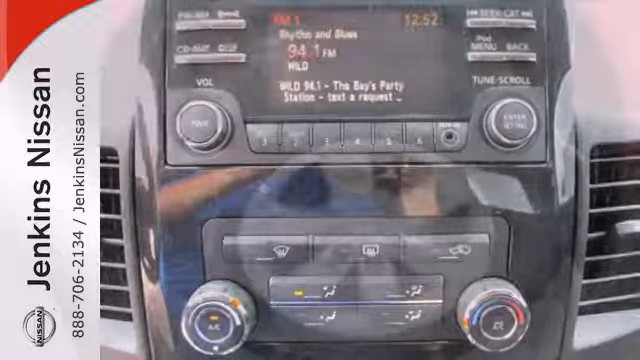 Jenkins Nissan
888-706-2134 / JenkinsNissan.com
NISSAN
FM 1
12:52
Rhythm and Blues
94.1 FM
WILD
WILD 94.1 - The Bay's Party
Station - text a request _
SEEK·CAT
CD·AUX DISP
iPod
MENU BACK
VOL
TUNE·SCROLL
PWR
ENTER
SETTING
1 2 3 4 5 6
A/C